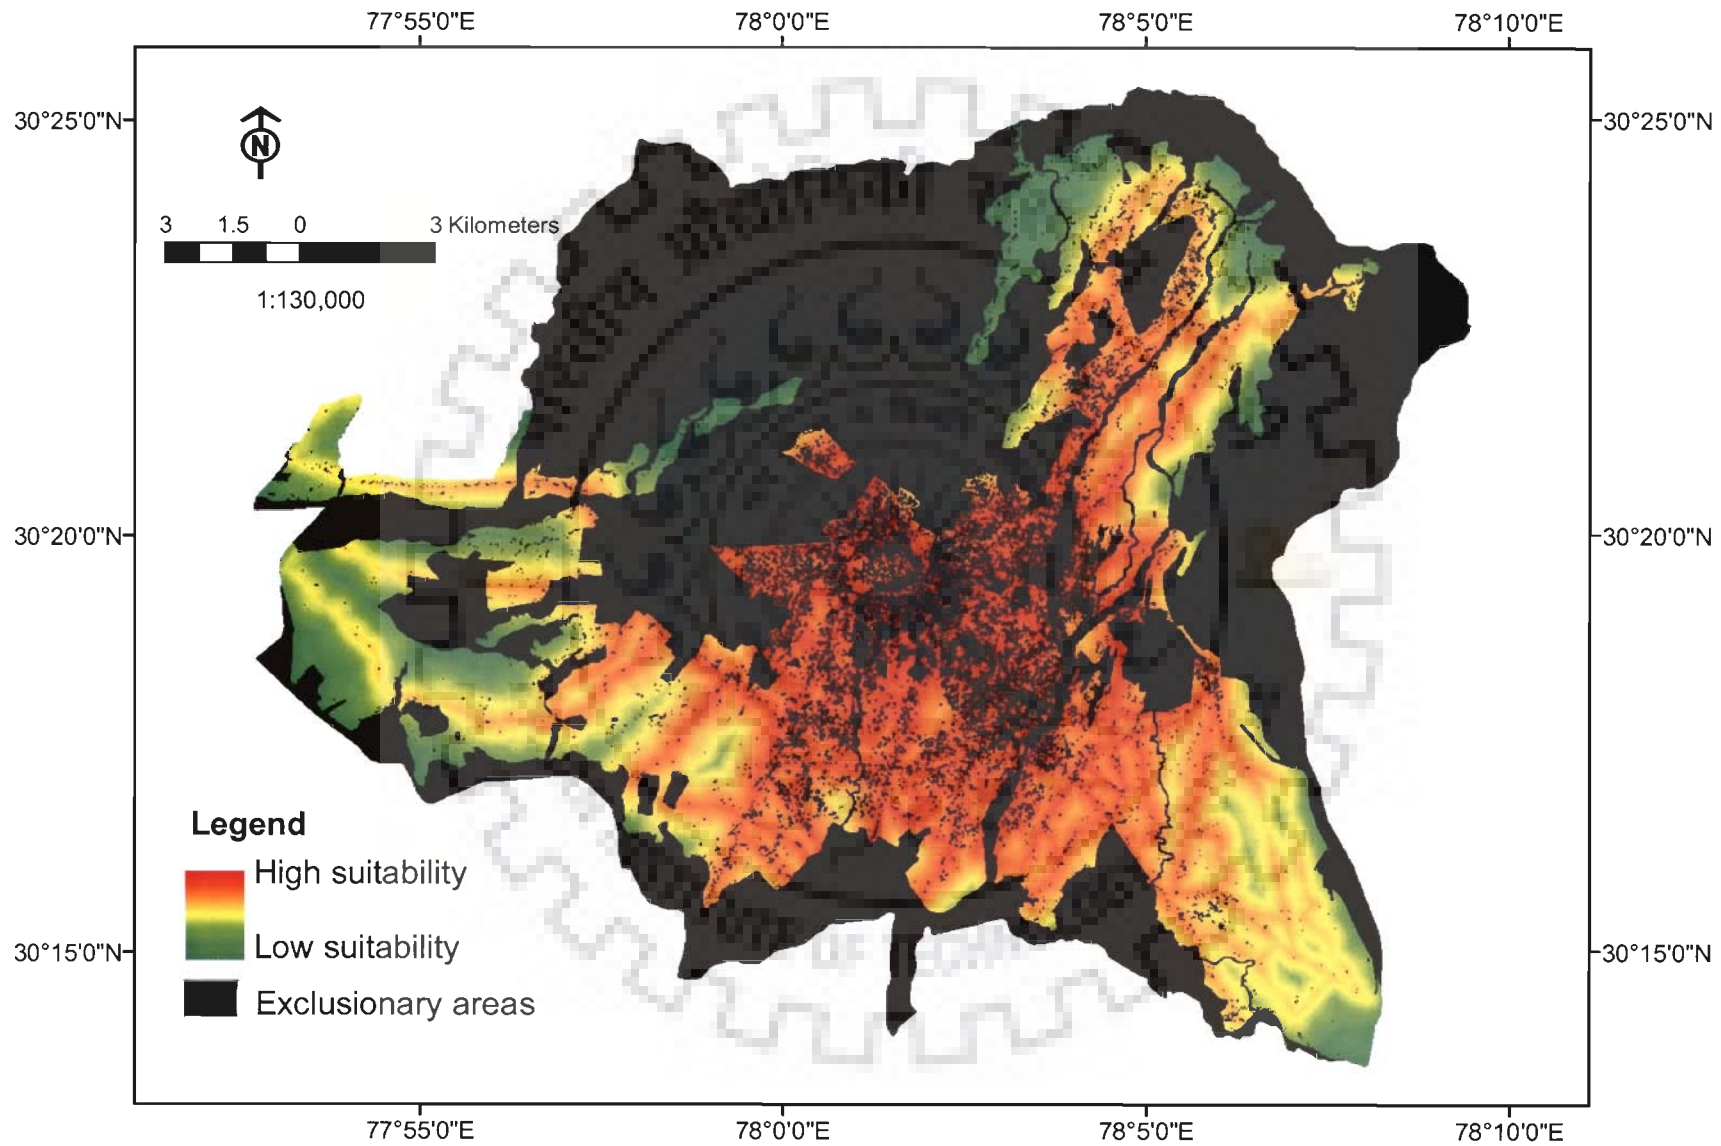 77°55'0"E 78°0'0"E 78°5'0"E 78°10'0"E
30°25'0"N 30°25'0"N
N
3 1.5 0 3 Kilometers
1:130,000
30°20'0"N 30°20'0"N
Legend
High suitability
Low suitability
Exclusionary areas
30°15'0"N 30°15'0"N
77°55'0"E 78°0'0"E 78°5'0"E 78°10'0"E